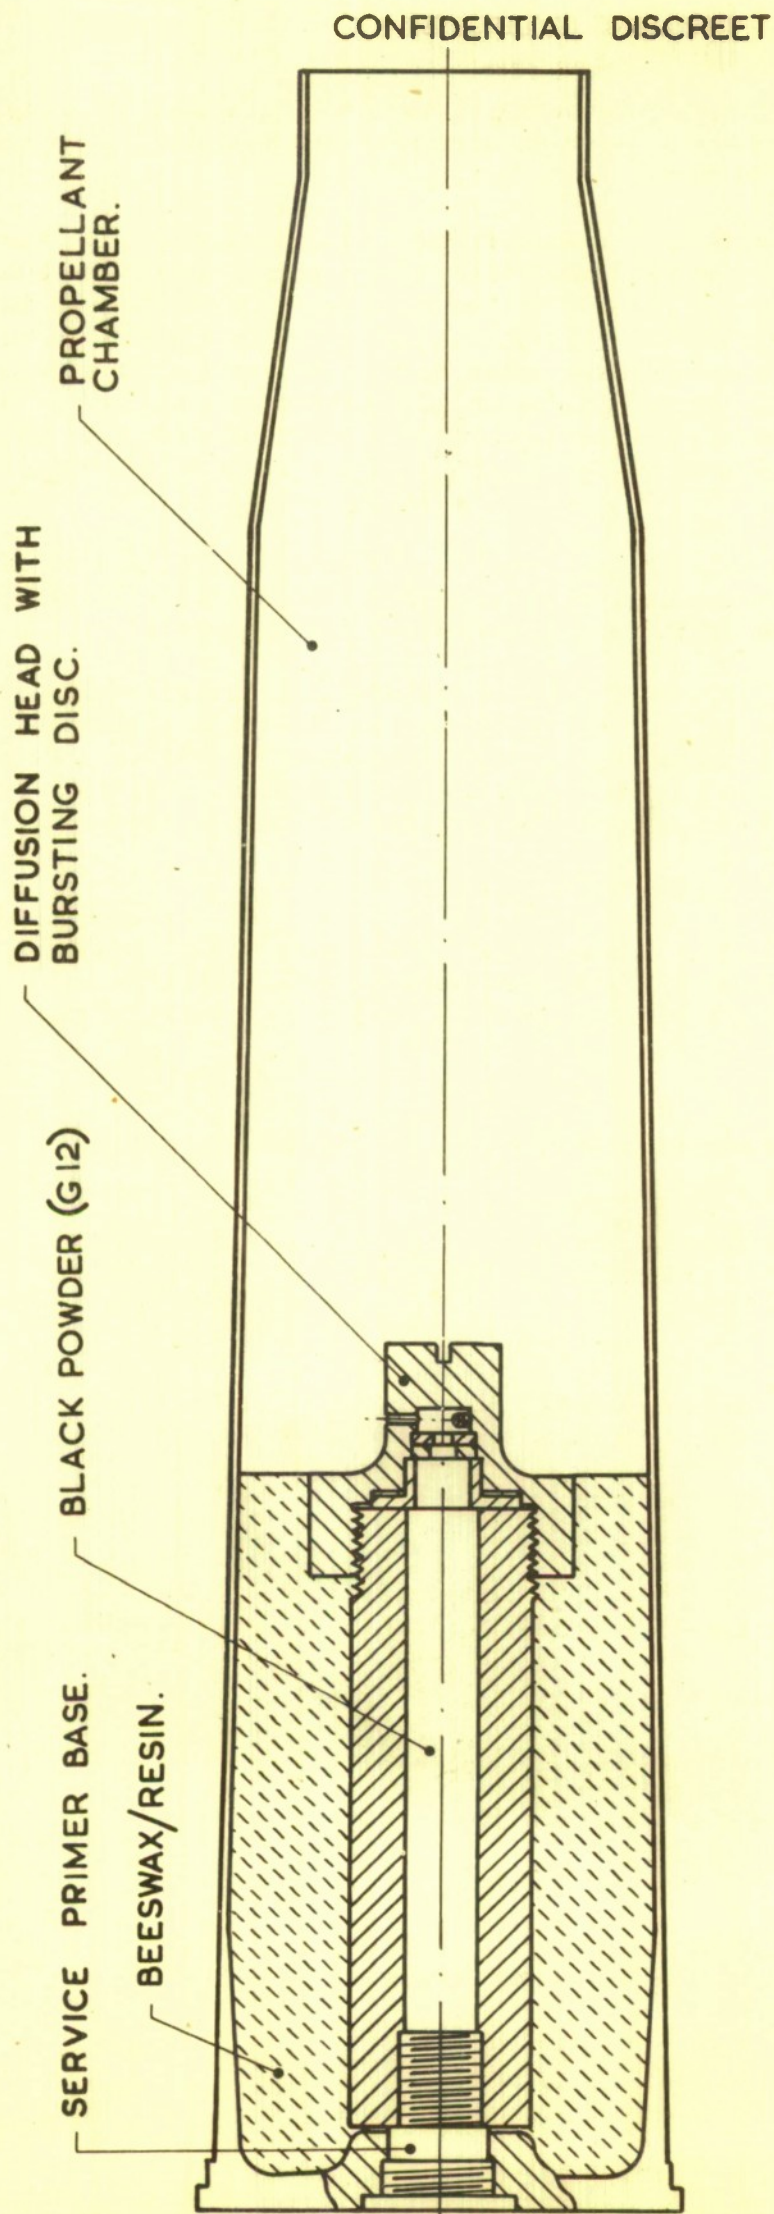 CONFIDENTIAL DISCREET
PROPELLANT
CHAMBER.
DIFFUSION HEAD WITH
BURSTING DISC.
BLACK POWDER (G12)
SERVICE PRIMER BASE.
BEESWAX/RESIN.